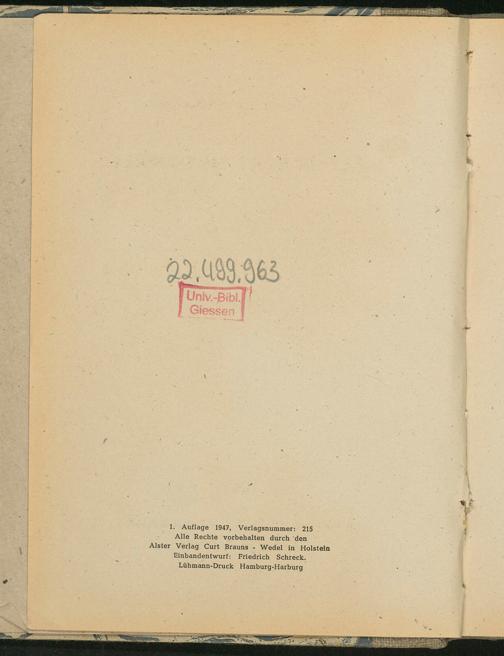 22.499.963
Univ.-Bibl.
Giessen
1. Auflage 1947, Verlagsnummer: 215
Alle Rechte vorbehalten durch den
Alster Verlag Curt Brauns - Wedel in Holstein
Einbandentwurf: Friedrich Schreck.
Lühmann-Druck Hamburg-Harburg